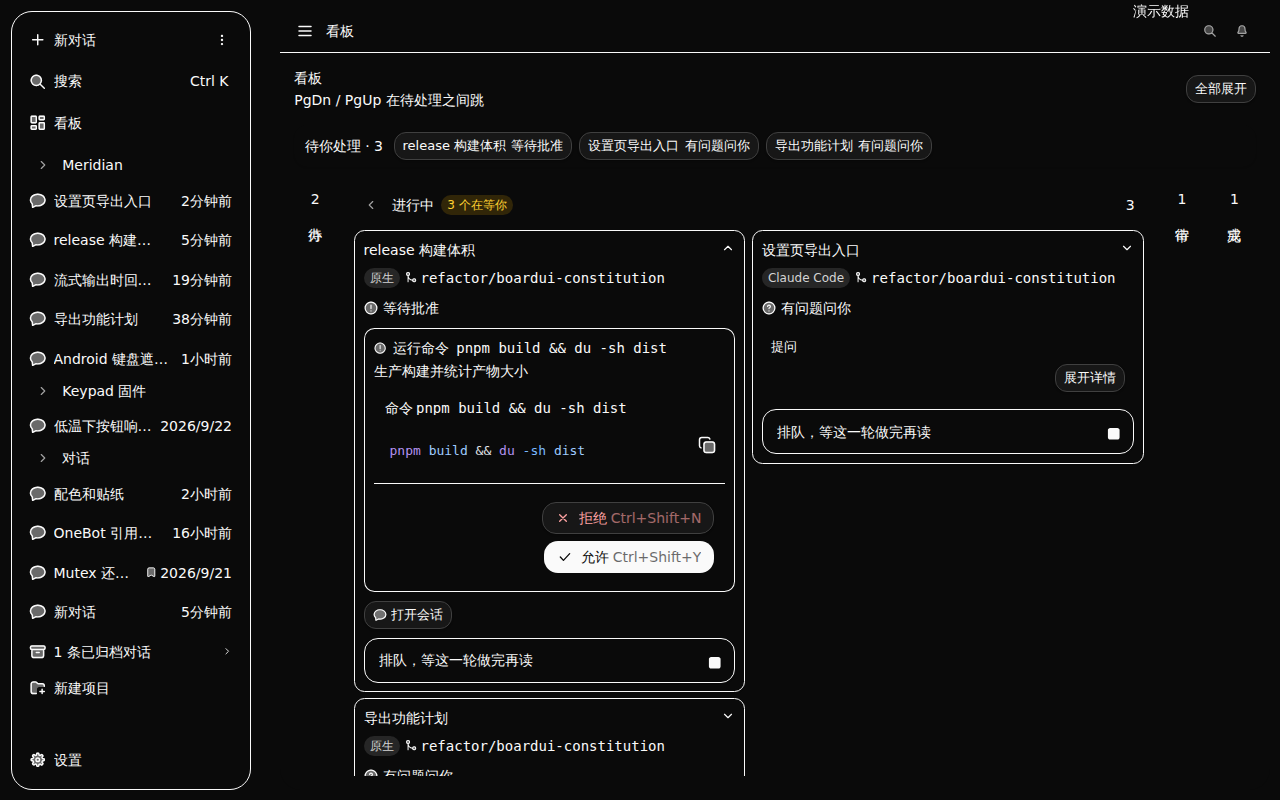 新对话
搜索 Ctrl K
看板
Meridian
设置页导出入口 2分钟前
release 构建… 5分钟前
流式输出时回… 19分钟前
导出功能计划 38分钟前
Android 键盘遮… 1小时前
Keypad 固件
低温下按钮响… 2026/9/22
对话
配色和贴纸 2小时前
OneBot 引用… 16小时前
Mutex 还… 2026/9/21
新对话 5分钟前
1 条已归档对话
新建项目
设置
看板
演示数据
看板
PgDn / PgUp 在待处理之间跳
全部展开
待你处理 · 3 release 构建体积 等待批准 设置页导出入口 有问题问你 导出功能计划 有问题问你
2
进行中 3 个在等你 3
release 构建体积
原生 refactor/boardui-constitution
等待批准
运行命令 pnpm build && du -sh dist
生产构建并统计产物大小
命令 pnpm build && du -sh dist
pnpm build && du -sh dist
拒绝 Ctrl+Shift+N
允许 Ctrl+Shift+Y
打开会话
排队，等这一轮做完再读
导出功能计划
原生 refactor/boardui-constitution
有问题问你
设置页导出入口
Claude Code refactor/boardui-constitution
有问题问你
提问
展开详情
排队，等这一轮做完再读
1
1